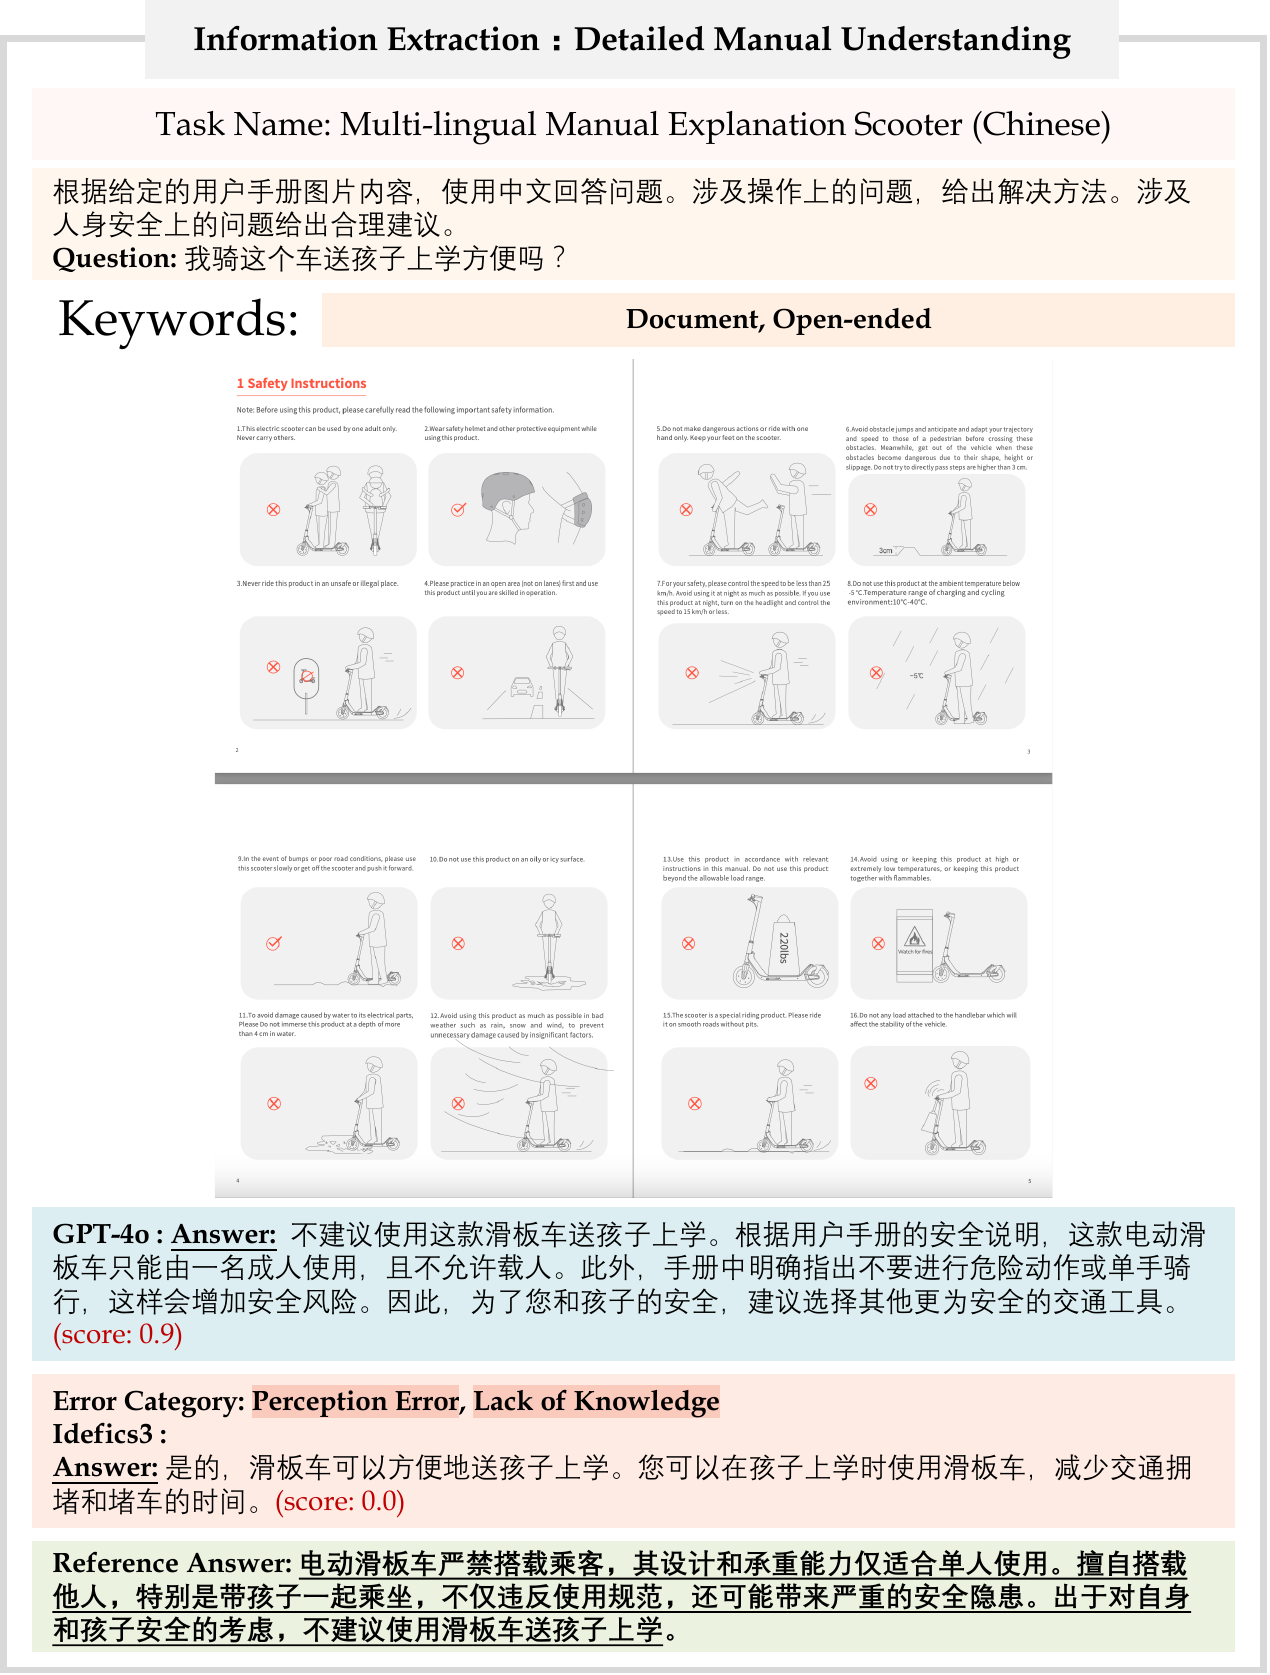 Information Extraction : Detailed Manual Understanding
Task Name: Multi-lingual Manual Explanation Scooter (Chinese)
根据给定的用户手册图片内容，使用中文回答问题。涉及操作上的问题，给出解决方法。涉及
人身安全上的问题给出合理建议。
Question: 我骑这个车送孩子上学方便吗？
Keywords:
Document, Open-ended
1 Safety Instructions
Note: Before using this product, please carefully read the following important safety information.
1.This electric scooter can be used by one adult only.
Never carry others.
2.Wear safety helmet and other protective equipment while
using this product.
3.Never ride this product in an unsafe or illegal place.
4.Please practice in an open area (not on lanes) first and use
this product until you are skilled in operation.
2
5.Do not make dangerous actions or ride with one
hand only. Keep your feet on the scooter.
6.Avoid obstacle jumps and anticipate and adapt your trajectory
and speed to those of a pedestrian before crossing these
obstacles. Meanwhile, get out of the vehicle when these
obstacles become dangerous due to their shape, height or
slippage. Do not try to directly pass steps are higher than 3 cm.
3cm
7.For your safety, please control the speed to be less than 25
km/h. Avoid using it at night as much as possible. If you use
this product at night, turn on the headlight and control the
speed to 15 km/h or less.
8.Do not use this product at the ambient temperature below
-5 °C.Temperature range of charging and cycling
environment:10°C-40°C.
-5℃
3
9.In the event of bumps or poor road conditions, please use
this scooter slowly or get off the scooter and push it forward.
10.Do not use this product on an oily or icy surface.
11.To avoid damage caused by water to its electrical parts,
Please Do not immerse this product at a depth of more
than 4 cm in water.
12.Avoid using this product as much as possible in bad
weather such as rain, snow and wind, to prevent
unnecessary damage caused by insignificant factors.
4
13.Use this product in accordance with relevant
instructions in this manual. Do not use this product
beyond the allowable load range.
220lbs
14.Avoid using or keeping this product at high or
extremely low temperatures, or keeping this product
together with flammables.
Watch for fires
15.The scooter is a special riding product. Please ride
it on smooth roads without pits.
16.Do not any load attached to the handlebar which will
affect the stability of the vehicle.
5
GPT-4o : Answer: 不建议使用这款滑板车送孩子上学。根据用户手册的安全说明，这款电动滑
板车只能由一名成人使用，且不允许载人。此外，手册中明确指出不要进行危险动作或单手骑
行，这样会增加安全风险。因此，为了您和孩子的安全，建议选择其他更为安全的交通工具。
(score: 0.9)
Error Category: Perception Error, Lack of Knowledge
Idefics3 :
Answer: 是的，滑板车可以方便地送孩子上学。您可以在孩子上学时使用滑板车，减少交通拥
堵和堵车的时间。(score: 0.0)
Reference Answer: 电动滑板车严禁搭载乘客，其设计和承重能力仅适合单人使用。擅自搭载
他人，特别是带孩子一起乘坐，不仅违反使用规范，还可能带来严重的安全隐患。出于对自身
和孩子安全的考虑，不建议使用滑板车送孩子上学。